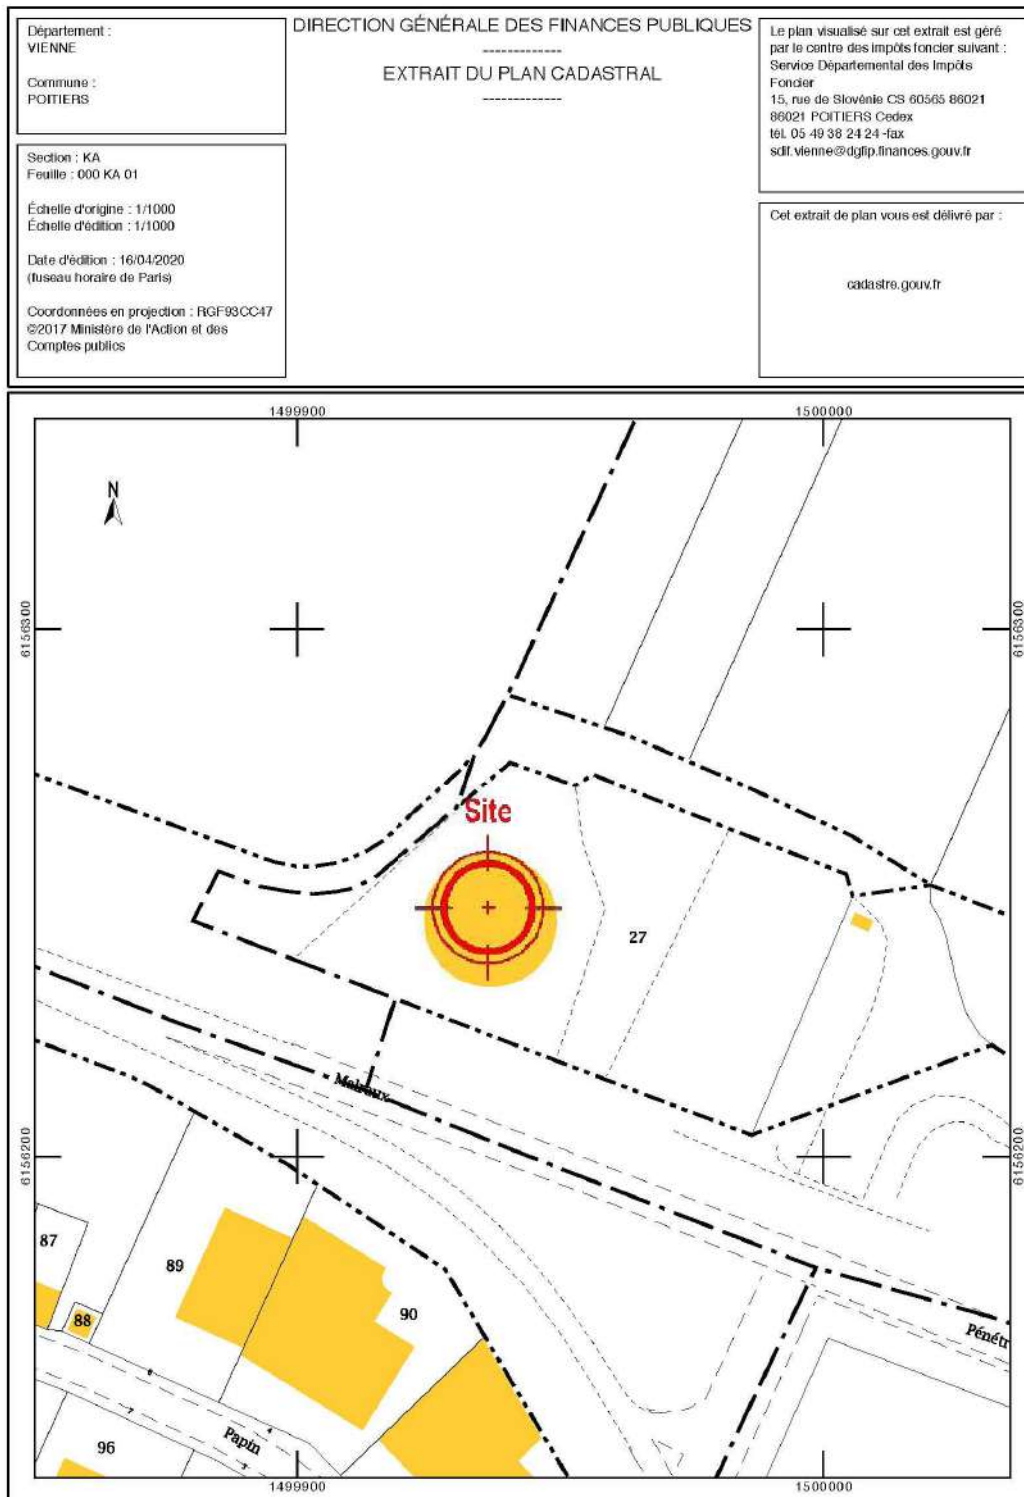 Département :
VIENNE
Commune :
POITIERS
Section : KA
Feuille : 000 KA 01
Échelle d'origine : 1/1000
Échelle d'édition : 1/1000
Date d'édition : 16/04/2020
(fuseau horaire de Paris)
Coordonnées en projection : RGF93CC47
©2017 Ministère de l'Action et des
Comptes publics
DIRECTION GÉNÉRALE DES FINANCES PUBLIQUES
-------------
EXTRAIT DU PLAN CADASTRAL
-------------
Le plan visualisé sur cet extrait est géré
par le centre des impôts foncier suivant :
Service Départemental des Impôts
Foncier
15, rue de Slovénie CS 60565 86021
86021 POITIERS Cedex
tél. 05 49 38 24 24 -fax
sdif.vienne@dgfip.finances.gouv.fr
Cet extrait de plan vous est délivré par :
cadastre.gouv.fr
1499900
1500000
N
6156300
6156300
Site
27
Malraux
6156200
6156200
87
89
88
90
Pénétr
6
7
4
Papin
5
96
1499900
1500000